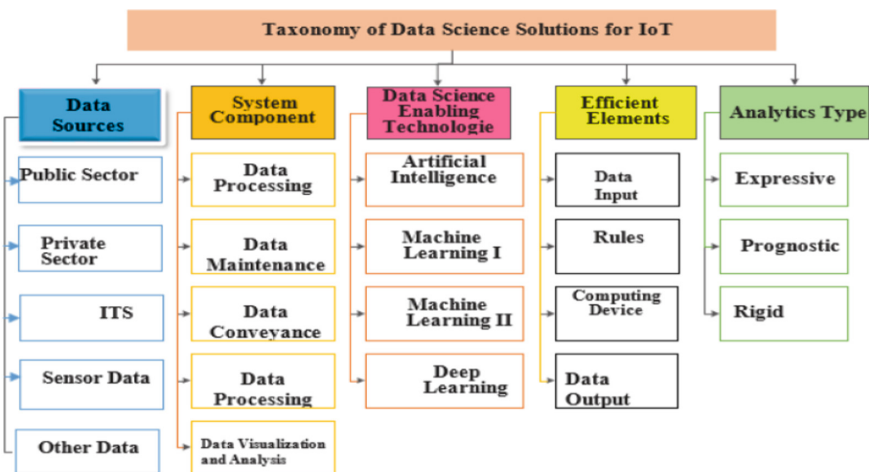 Taxonomy of Data Science Solutions for IoT
Data
Sources
Public Sector
Private
Sector
ITS
Sensor Data
Other Data
System
Component
Data
Processing
Data
Maintenance
Data
Conveyance
Data
Processing
Data Visualization
and Analysis
Data Science
Enabling
Technologie
Artificial
Intelligence
Machine
Learning I
Machine
Learning II
Deep
Learning
Efficient
Elements
Data
Input
Rules
Computing
Device
Data
Output
Analytics Type
Expressive
Prognostic
Rigid